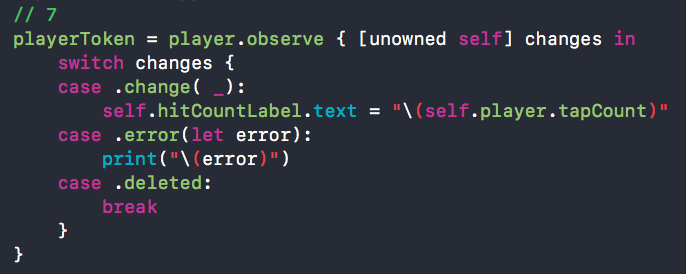 // 7
playerToken = player.observe { [unowned self] changes in
    switch changes {
    case .change( _):
        self.hitCountLabel.text = "\(self.player.tapCount)"
    case .error(let error):
        print("\(error)")
    case .deleted:
        break
    }
}